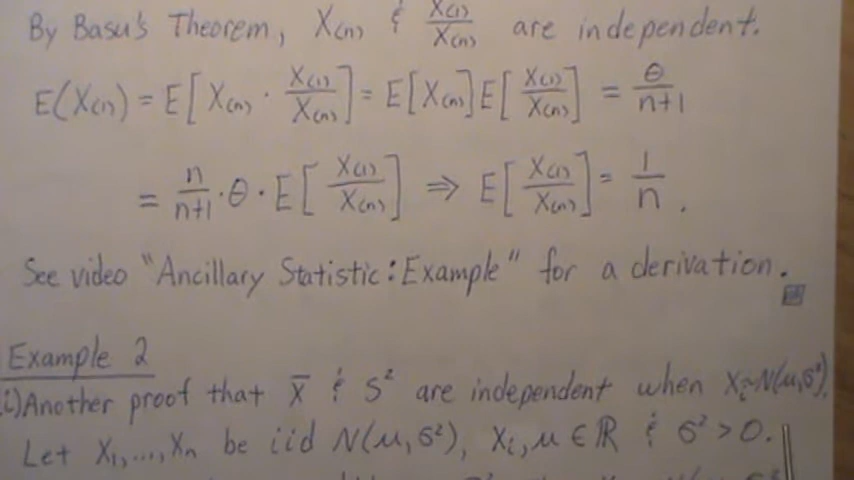 By Basu's Theorem, X(n) & X(1)/X(n) are independent.
E(X(n)) = E[X(n) · X(1)/X(n)] = E[X(n)]E[X(1)/X(n)] = θ/n+1
= n/n+1 · θ · E[X(1)/X(n)] ⇒ E[X(1)/X(n)] = 1/n.
See video "Ancillary Statistic: Example" for a derivation.
Example 2
i) Another proof that X̄ & S² are independent when Xi~N(μ,σ²).
Let X1,...,Xn be iid N(μ,σ²), Xi, μ ∈ ℝ & σ² > 0.